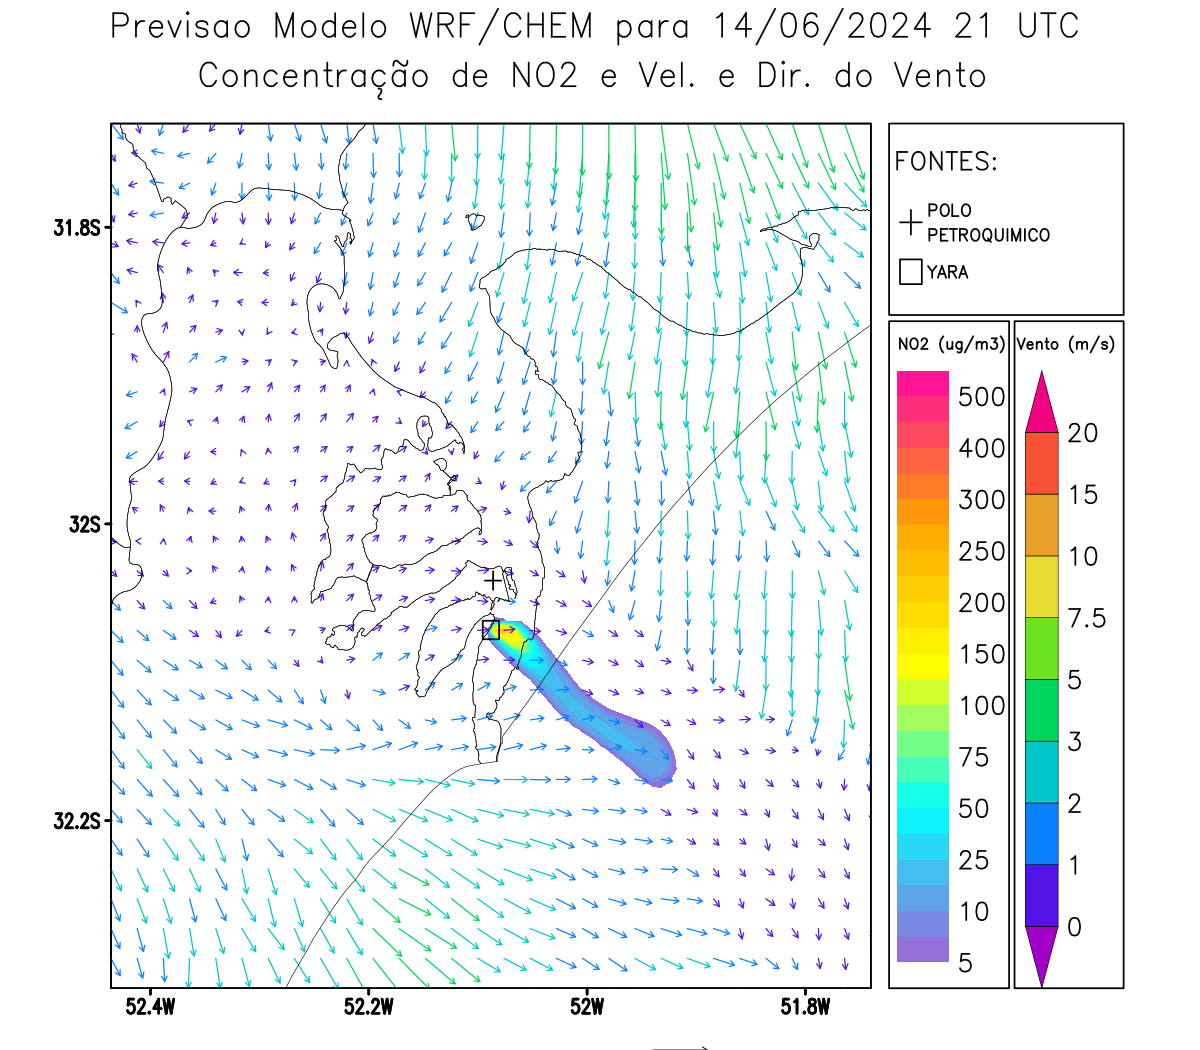 Previsao Modelo WRF/CHEM para 14/06/2024 21 UTC
Concentração de NO2 e Vel. e Dir. do Vento
FONTES:
POLO
PETROQUIMICO
YARA
NO2 (ug/m3)
500
400
300
250
200
150
100
75
50
25
10
5
Vento (m/s)
20
15
10
7.5
5
3
2
1
0
31.8S
32S
32.2S
52.4W
52.2W
52W
51.8W